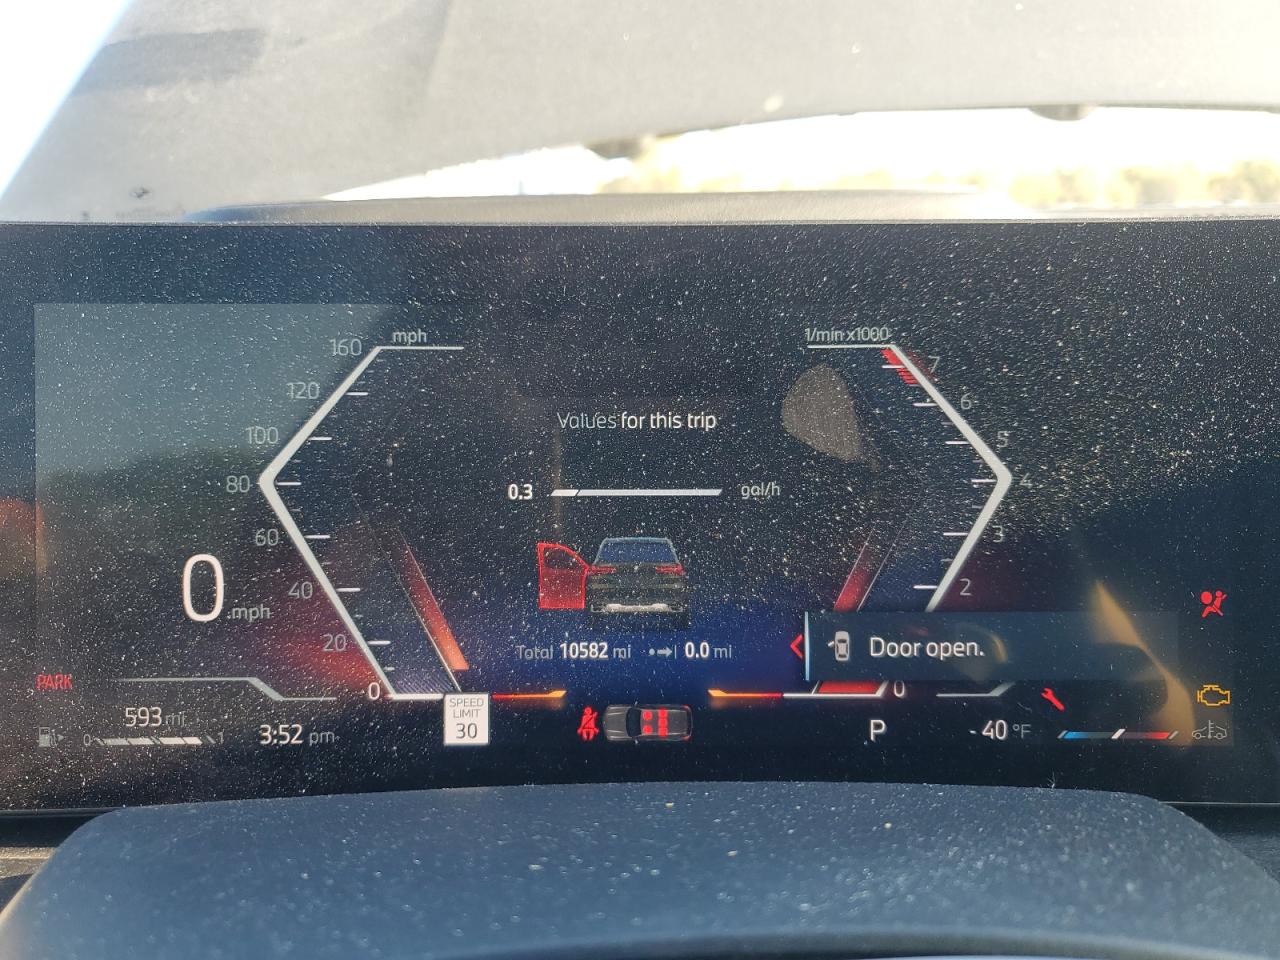 160
mph
1/min x1000
7
120
6
100
5
80
4
60
3
40
2
20
0
Values for this trip
0.3
gal/h
0
mph
Total 10582 mi
0.0 mi
Door open.
0
PARK
593 mi
0
1
3:52 pm
SPEED
LIMIT
30
P
-40 °F